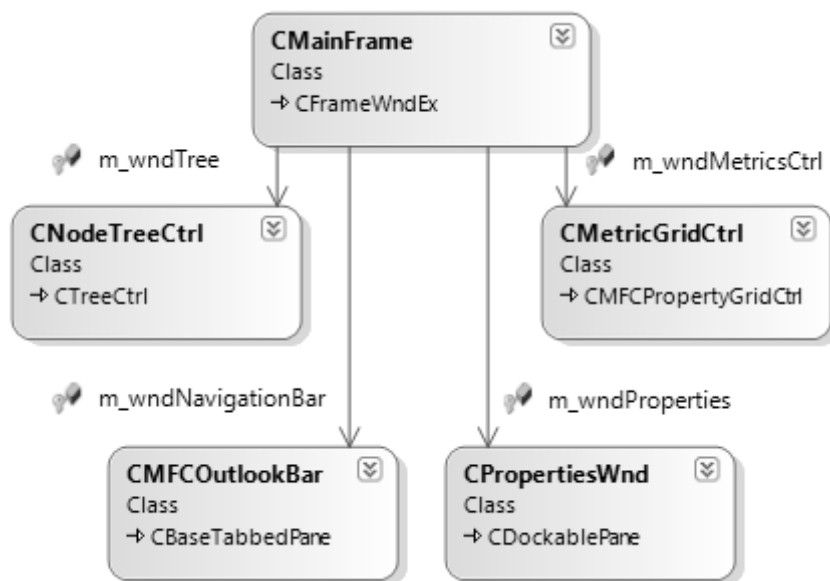 CMainFrame
Class
CFrameWndEx
m_wndTree
m_wndMetricsCtrl
CNodeTreeCtrl
Class
CTreeCtrl
CMetricGridCtrl
Class
CMFCPropertyGridCtrl
m_wndNavigationBar
m_wndProperties
CMFCOutlookBar
Class
CBaseTabbedPane
CPropertiesWnd
Class
CDockablePane